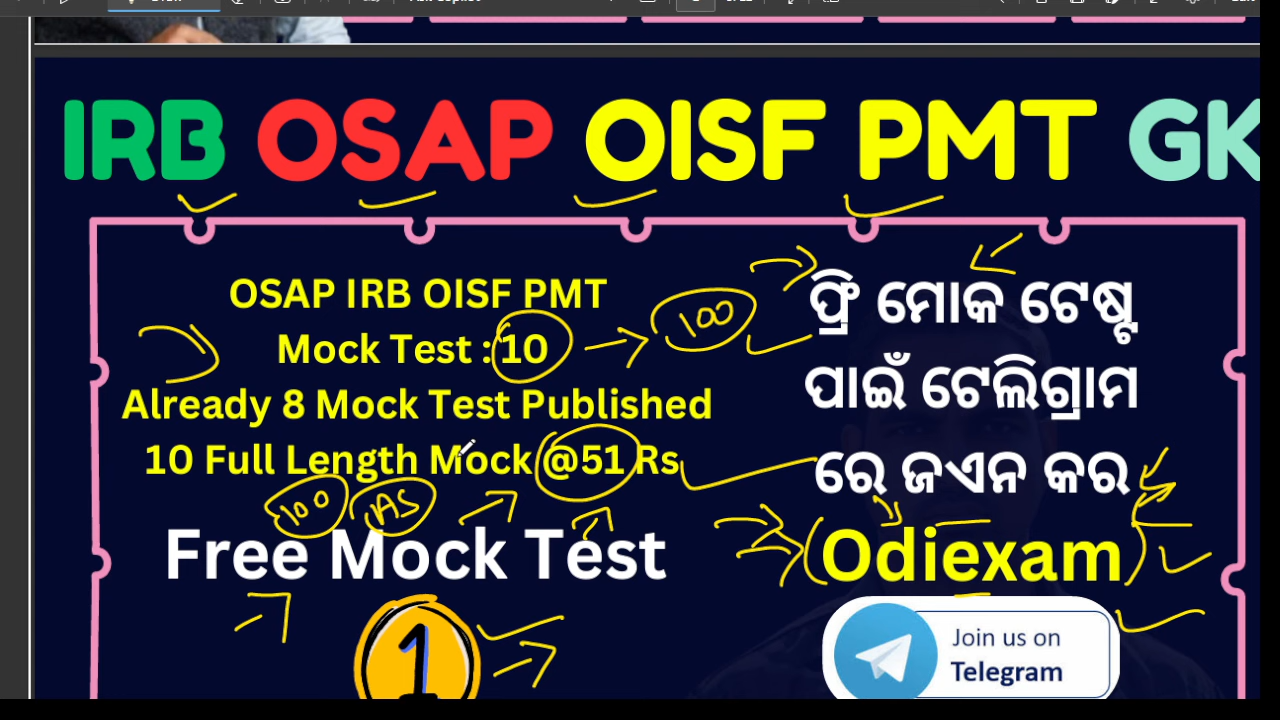 IRB OSAP OISF PMT GK
OSAP IRB OISF PMT
Mock Test : 10
100
Already 8 Mock Test Published
10 Full Length Mock @51 Rs
100
IAS
Free Mock Test
1
ଫ୍ରି ମୋକ ଟେଷ୍ଟ
ପାଇଁ ଟେଲିଗ୍ରାମ
ରେ ଜଏନ କର
(Odiexam)
Join us on
Telegram